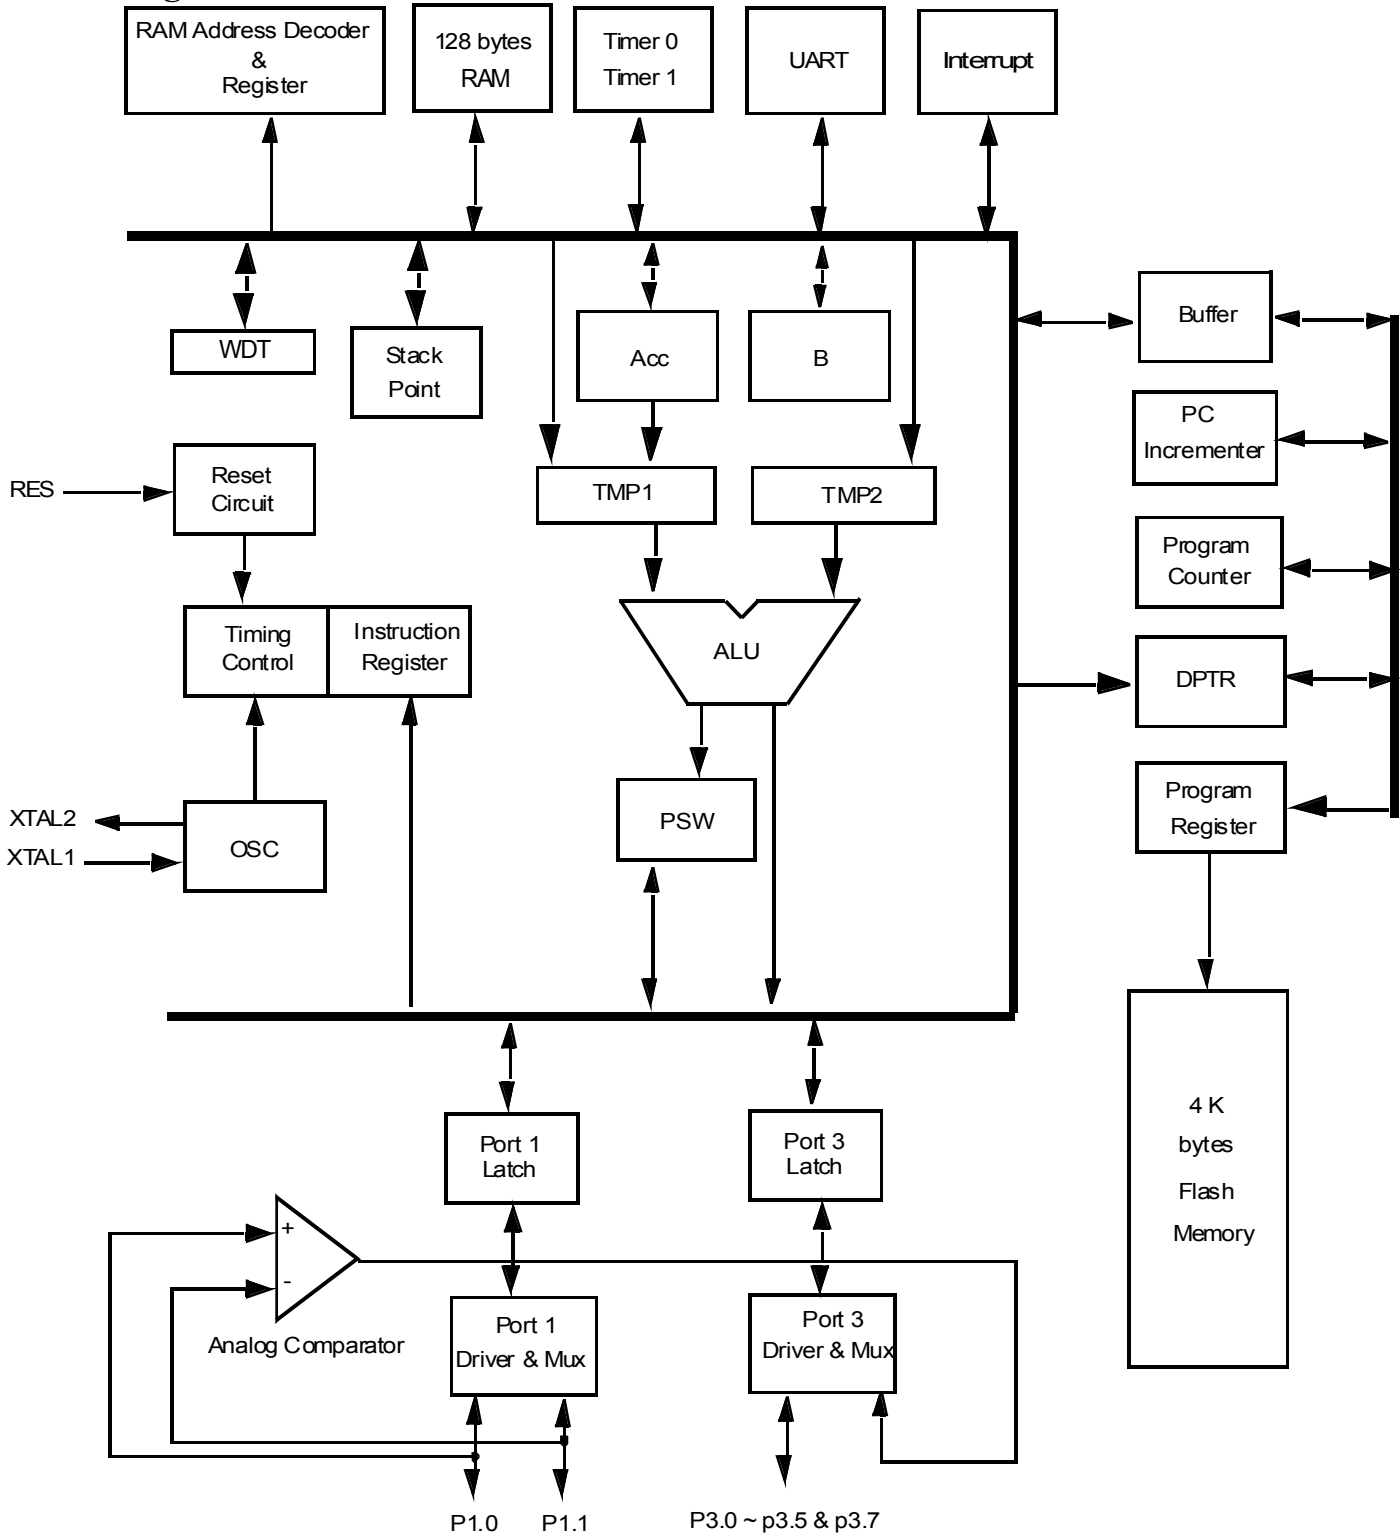 RAM Address Decoder
&
Register
128 bytes
RAM
Timer 0
Timer 1
UART
Interrupt
WDT
Stack
Point
Acc
B
Buffer
PC
Incrementer
RES
Reset
Circuit
TMP1
TMP2
Program
Counter
Timing
Control
Instruction
Register
ALU
DPTR
XTAL2
XTAL1
OSC
PSW
Program
Register
4 K
bytes
Flash
Memory
Port 1
Latch
Port 3
Latch
+
-
Analog Comparator
Port 1
Driver & Mux
Port 3
Driver & Mux
P1.0
P1.1
P3.0 ~ p3.5 & p3.7